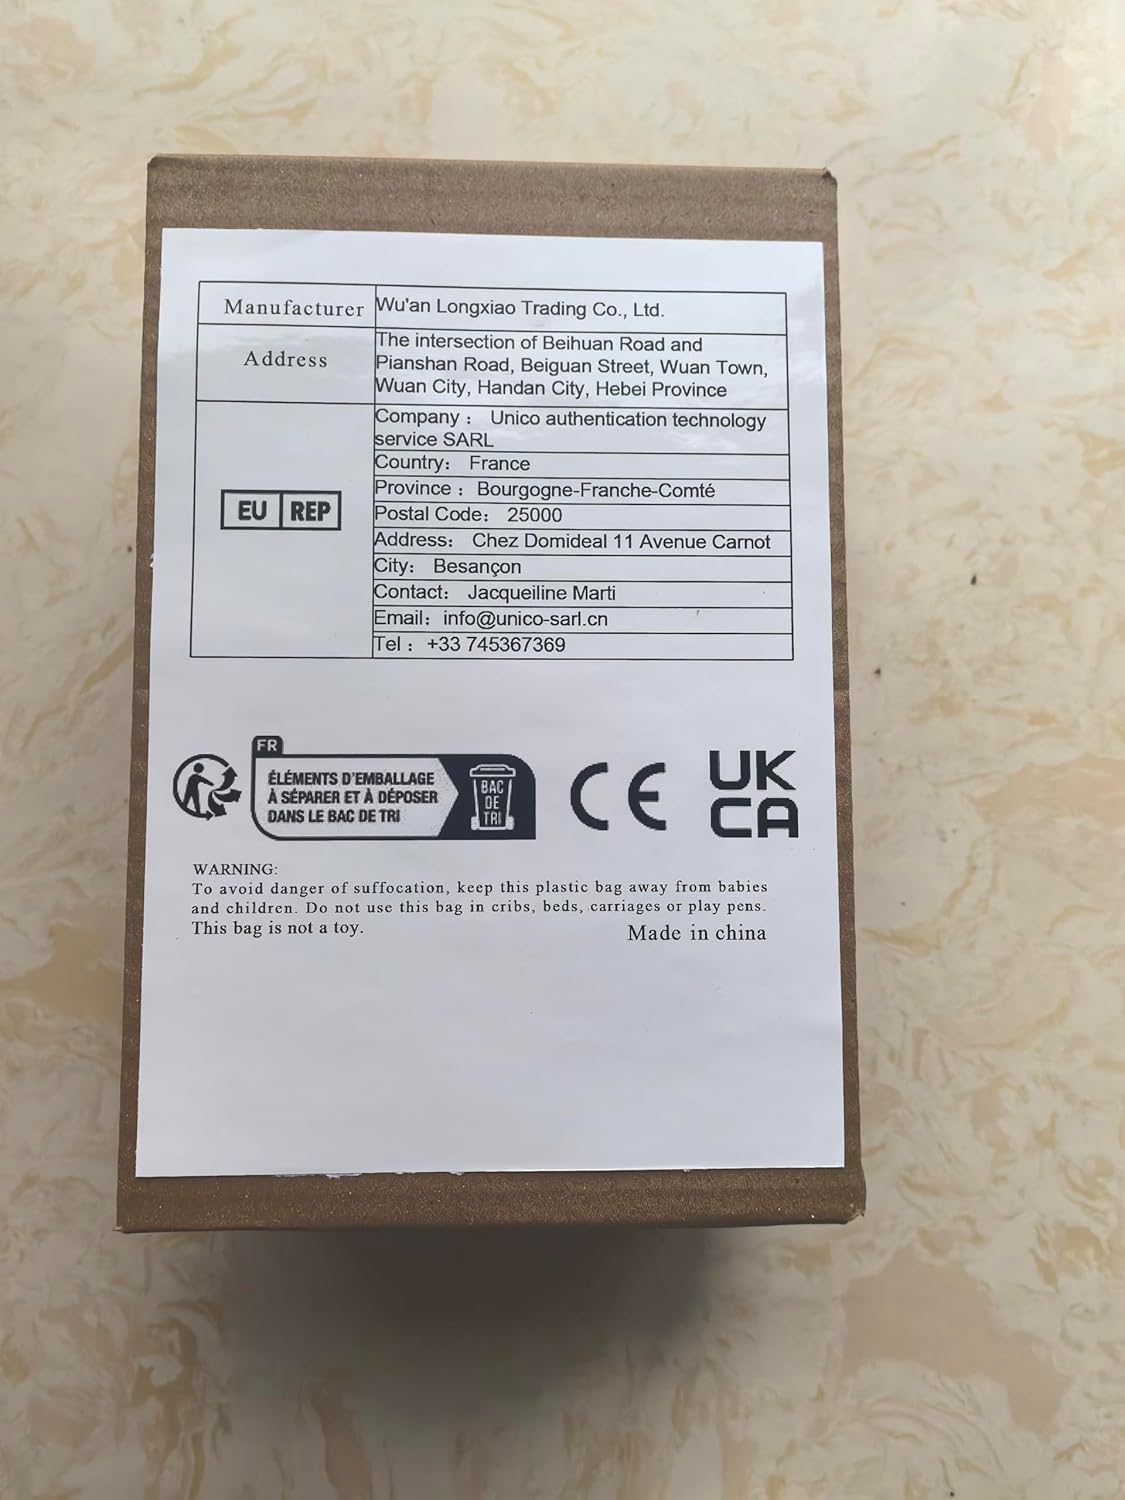 Manufacturer
Wu'an Longxiao Trading Co., Ltd.
Address
The intersection of Beihuan Road and
Pianshan Road, Beiguan Street, Wuan Town,
Wuan City, Handan City, Hebei Province
EU REP
Company： Unico authentication technology
service SARL
Country： France
Province： Bourgogne-Franche-Comté
Postal Code： 25000
Address： Chez Domideal 11 Avenue Carnot
City： Besançon
Contact： Jacqueiline Marti
Email：info@unico-sarl.cn
Tel：+33 745367369
FR
ÉLÉMENTS D'EMBALLAGE
À SÉPARER ET À DÉPOSER
DANS LE BAC DE TRI
BAC
DE
TRI
CE
UK
CA
WARNING:
To avoid danger of suffocation, keep this plastic bag away from babies
and children. Do not use this bag in cribs, beds, carriages or play pens.
This bag is not a toy.
Made in china